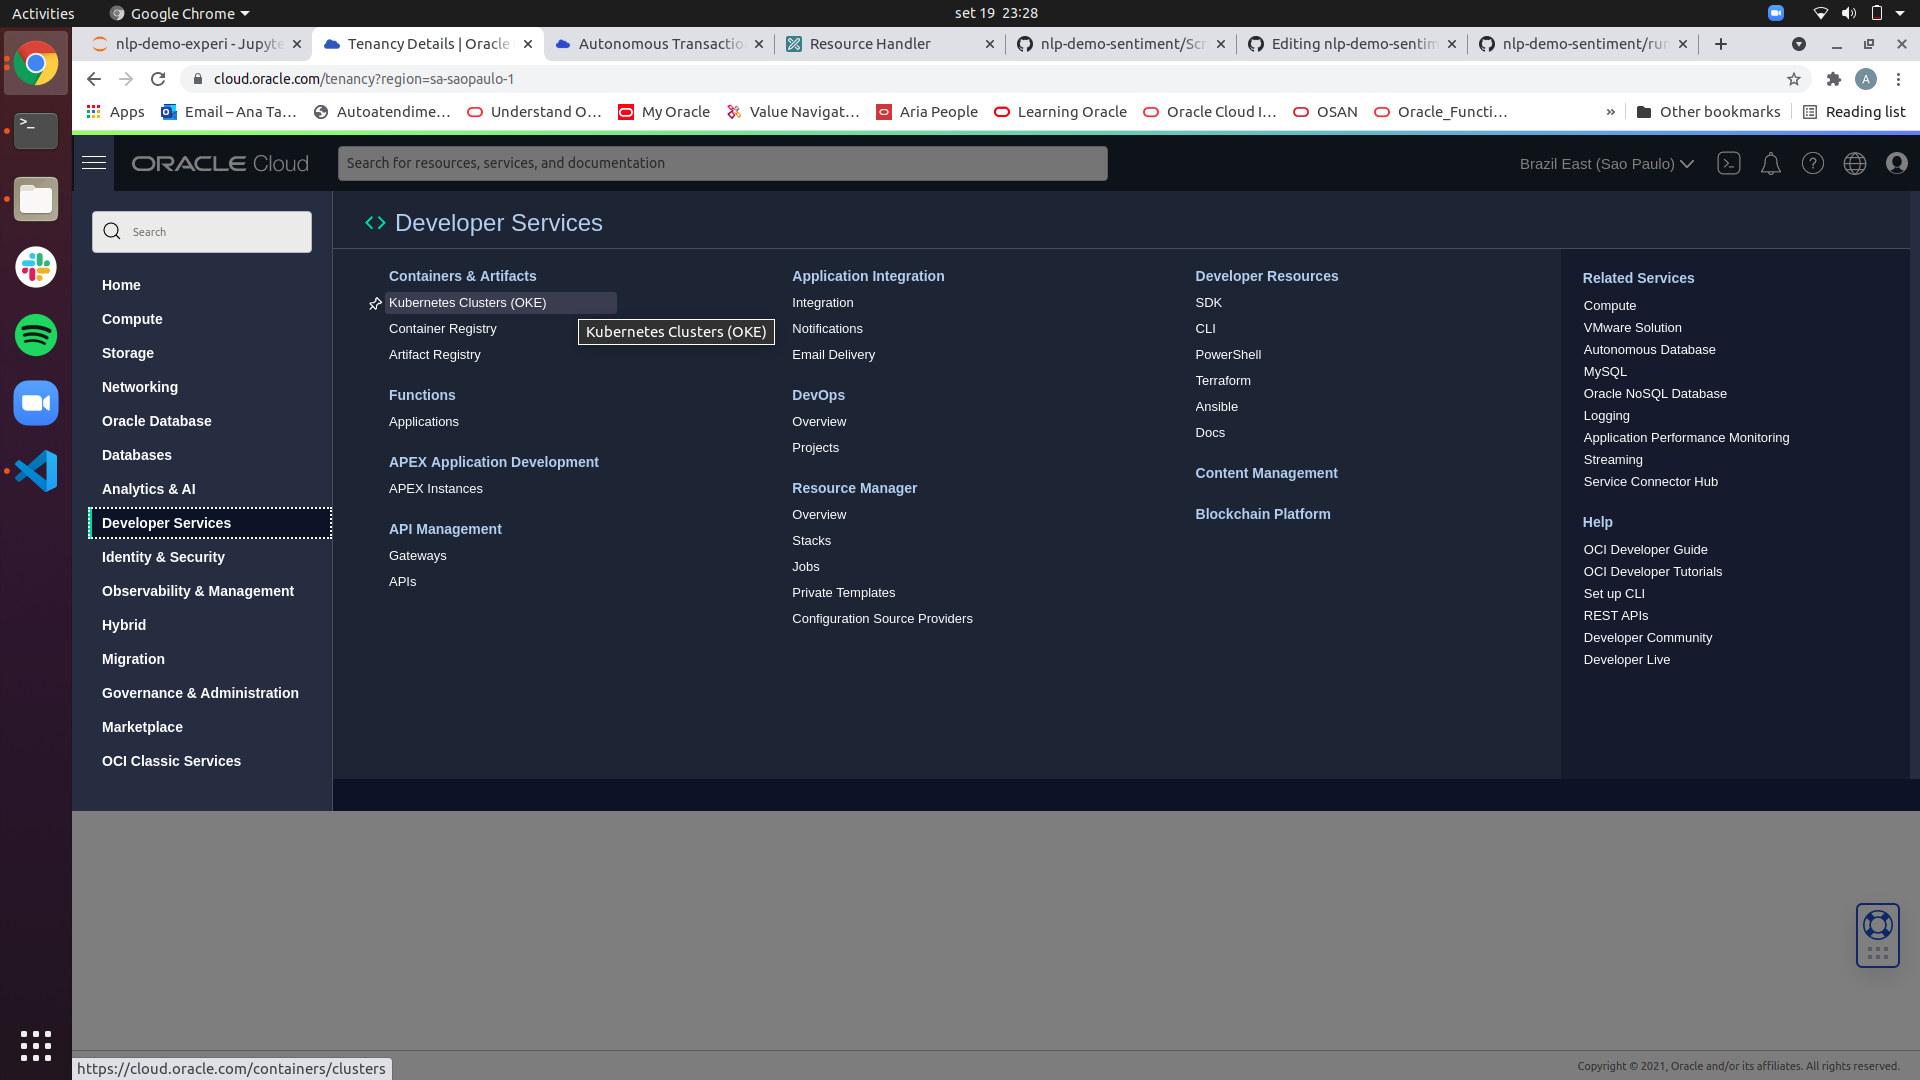 Activities
Google Chrome
set 19 23:28
nlp-demo-experi - Jupyte
Tenancy Details | Oracle
Autonomous Transactio
Resource Handler
nlp-demo-sentiment/Scr
Editing nlp-demo-sentim
nlp-demo-sentiment/run
cloud.oracle.com/tenancy?region=sa-saopaulo-1
A
Apps
Email – Ana Ta…
Autoatendime…
Understand O…
My Oracle
Value Navigat…
Aria People
Learning Oracle
Oracle Cloud I…
OSAN
Oracle_Functi…
»
Other bookmarks
Reading list
ORACLE Cloud
Search for resources, services, and documentation
Brazil East (Sao Paulo)
Search
Home
Compute
Storage
Networking
Oracle Database
Databases
Analytics & AI
Developer Services
Identity & Security
Observability & Management
Hybrid
Migration
Governance & Administration
Marketplace
OCI Classic Services
Developer Services
Containers & Artifacts
Kubernetes Clusters (OKE)
Kubernetes Clusters (OKE)
Container Registry
Artifact Registry
Functions
Applications
APEX Application Development
APEX Instances
API Management
Gateways
APIs
Application Integration
Integration
Notifications
Email Delivery
DevOps
Overview
Projects
Resource Manager
Overview
Stacks
Jobs
Private Templates
Configuration Source Providers
Developer Resources
SDK
CLI
PowerShell
Terraform
Ansible
Docs
Content Management
Blockchain Platform
Related Services
Compute
VMware Solution
Autonomous Database
MySQL
Oracle NoSQL Database
Logging
Application Performance Monitoring
Streaming
Service Connector Hub
Help
OCI Developer Guide
OCI Developer Tutorials
Set up CLI
REST APIs
Developer Community
Developer Live
https://cloud.oracle.com/containers/clusters
Copyright © 2021, Oracle and/or its affiliates. All rights reserved.